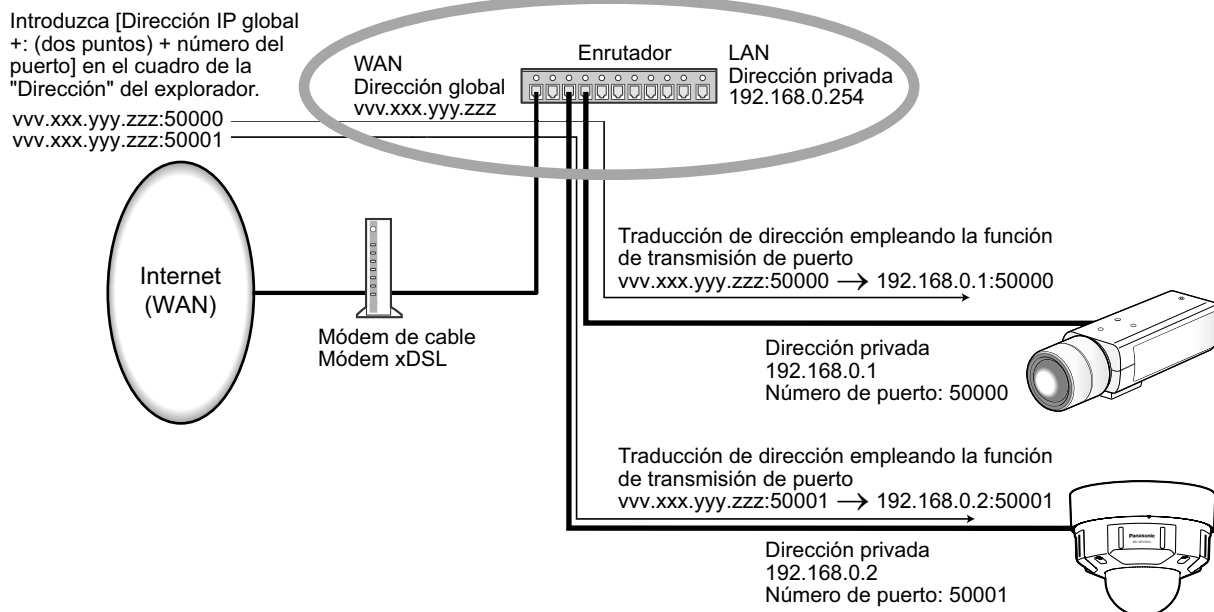 Introduzca [Dirección IP global
+: (dos puntos) + número del
puerto] en el cuadro de la
"Dirección" del explorador.
vvv.xxx.yyy.zzz:50000
vvv.xxx.yyy.zzz:50001
WAN
Dirección global
vvv.xxx.yyy.zzz
Enrutador
LAN
Dirección privada
192.168.0.254
Internet
(WAN)
Módem de cable
Módem xDSL
Traducción de dirección empleando la función
de transmisión de puerto
vvv.xxx.yyy.zzz:50000 → 192.168.0.1:50000
Dirección privada
192.168.0.1
Número de puerto: 50000
Traducción de dirección empleando la función
de transmisión de puerto
vvv.xxx.yyy.zzz:50001 → 192.168.0.2:50001
Dirección privada
192.168.0.2
Número de puerto: 50001
Panasonic